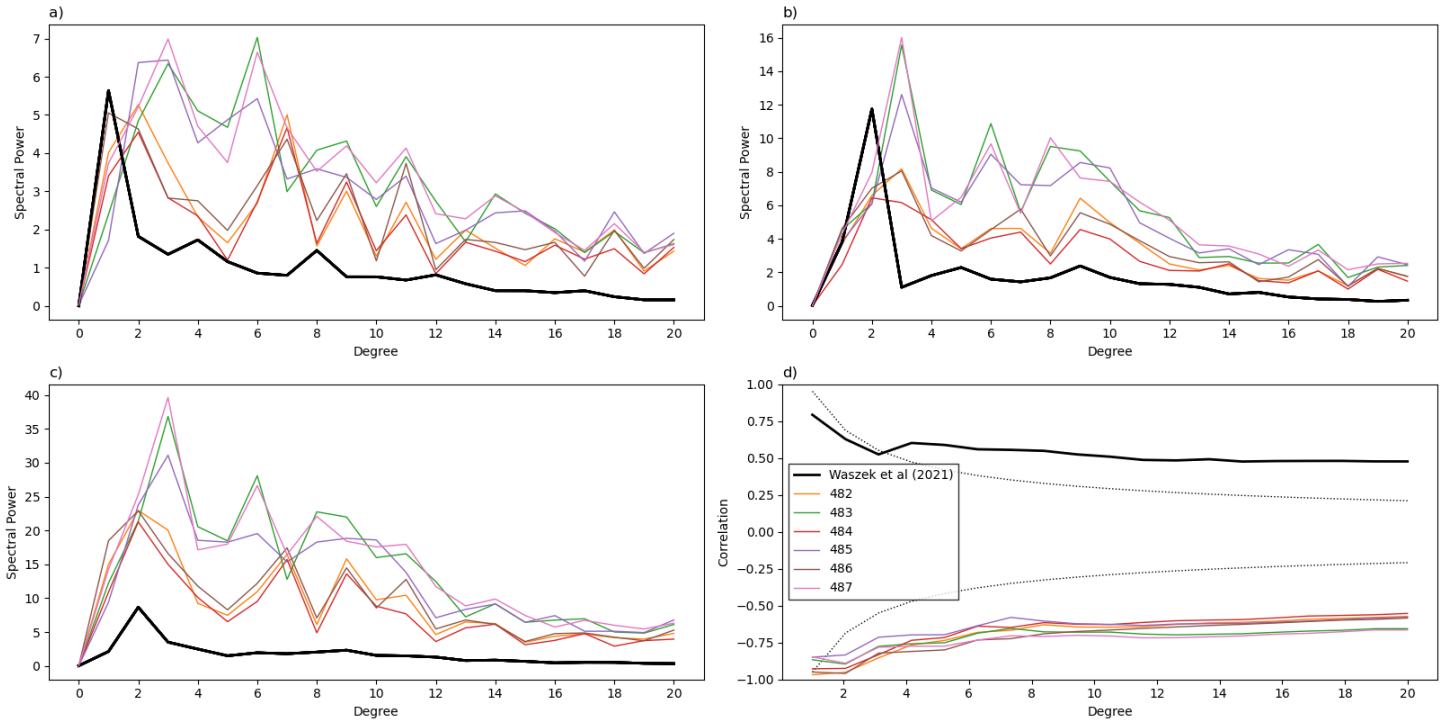 a)
7
6
5
4
3
2
1
0
Spectral Power
0 2 4 6 8 10 12 14 16 18 20
Degree
b)
16
14
12
10
8
6
4
2
0
Spectral Power
0 2 4 6 8 10 12 14 16 18 20
Degree
c)
40
35
30
25
20
15
10
5
0
Spectral Power
0 2 4 6 8 10 12 14 16 18 20
Degree
d)
1.00
0.75
0.50
0.25
0.00
−0.25
−0.50
−0.75
−1.00
Correlation
Waszek et al (2021)
482
483
484
485
486
487
2 4 6 8 10 12 14 16 18 20
Degree